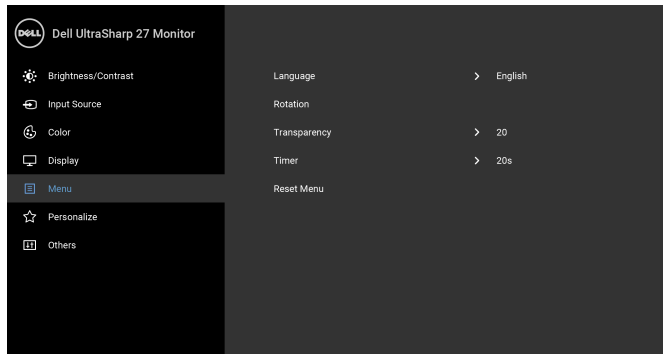 DELL Dell UltraSharp 27 Monitor
Brightness/Contrast
Input Source
Color
Display
Menu
Personalize
Others
Language > English
Rotation
Transparency > 20
Timer > 20s
Reset Menu